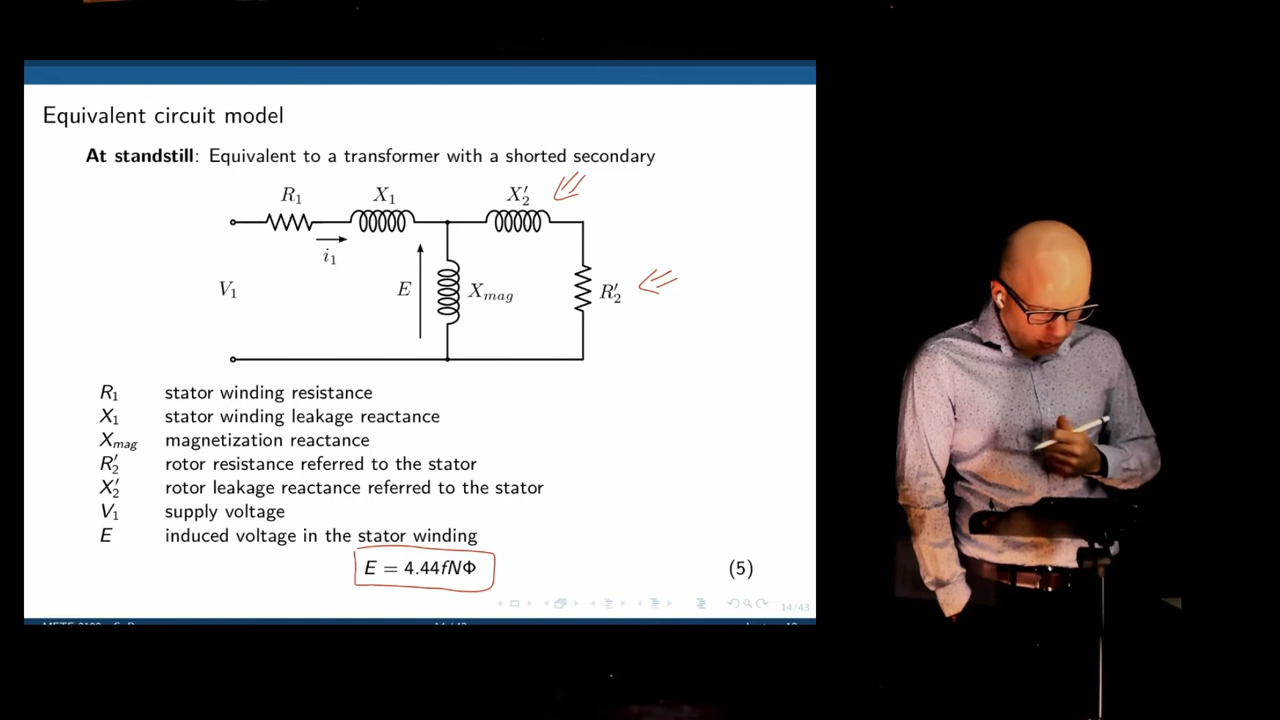 Equivalent circuit model
At standstill: Equivalent to a transformer with a shorted secondary
R₁ X₁ X′₂
i₁
V₁ E Xₘₐg R′₂
R₁ stator winding resistance
X₁ stator winding leakage reactance
Xₘₐg magnetization reactance
R′₂ rotor resistance referred to the stator
X′₂ rotor leakage reactance referred to the stator
V₁ supply voltage
E induced voltage in the stator winding
E = 4.44fNΦ (5)
14/43